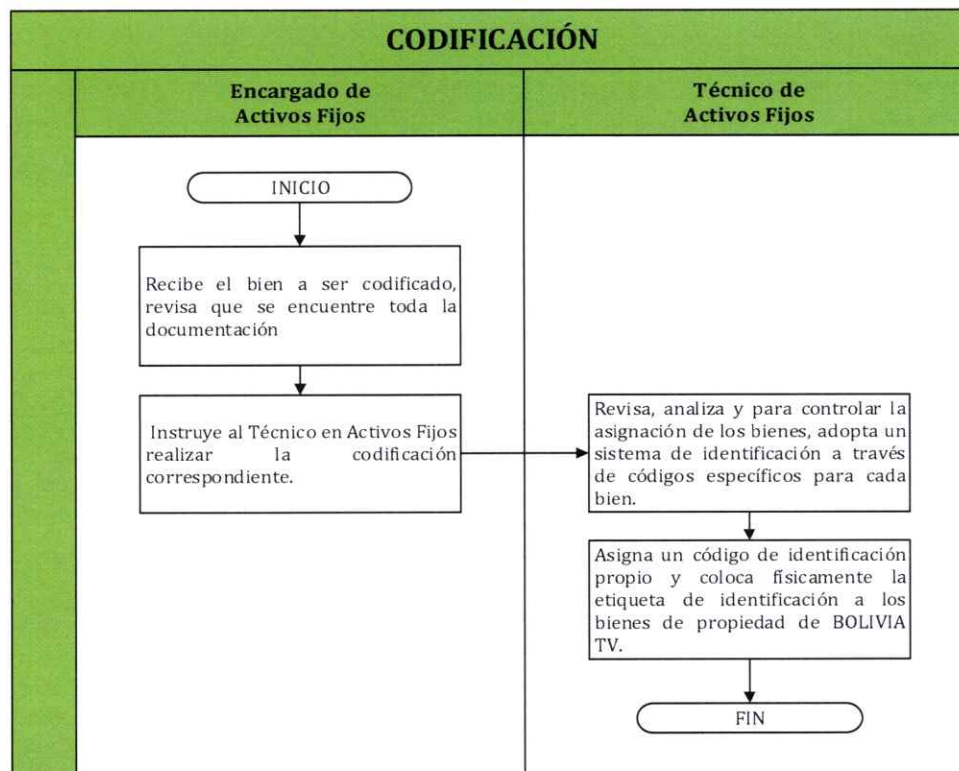 CODIFICACIÓN
Encargado de
Activos Fijos
Técnico de
Activos Fijos
INICIO
Recibe el bien a ser codificado,
revisa que se encuentre toda la
documentación
Instruye al Técnico en Activos Fijos
realizar la codificación
correspondiente.
Revisa, analiza y para controlar la
asignación de los bienes, adopta un
sistema de identificación a través
de códigos específicos para cada
bien.
Asigna un código de identificación
propio y coloca físicamente la
etiqueta de identificación a los
bienes de propiedad de BOLIVIA
TV.
FIN